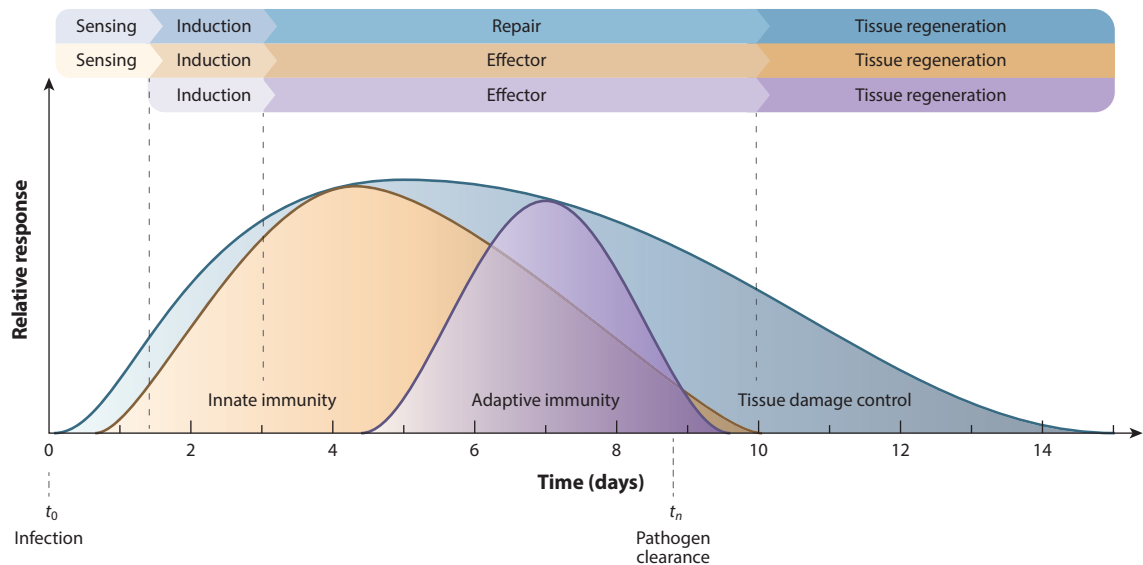 Sensing Induction Repair Tissue regeneration
Sensing Induction Effector Tissue regeneration
Induction Effector Tissue regeneration
Relative response
Innate immunity Adaptive immunity Tissue damage control
0 2 4 6 8 10 12 14
Time (days)
t0 tn
Infection Pathogen
clearance